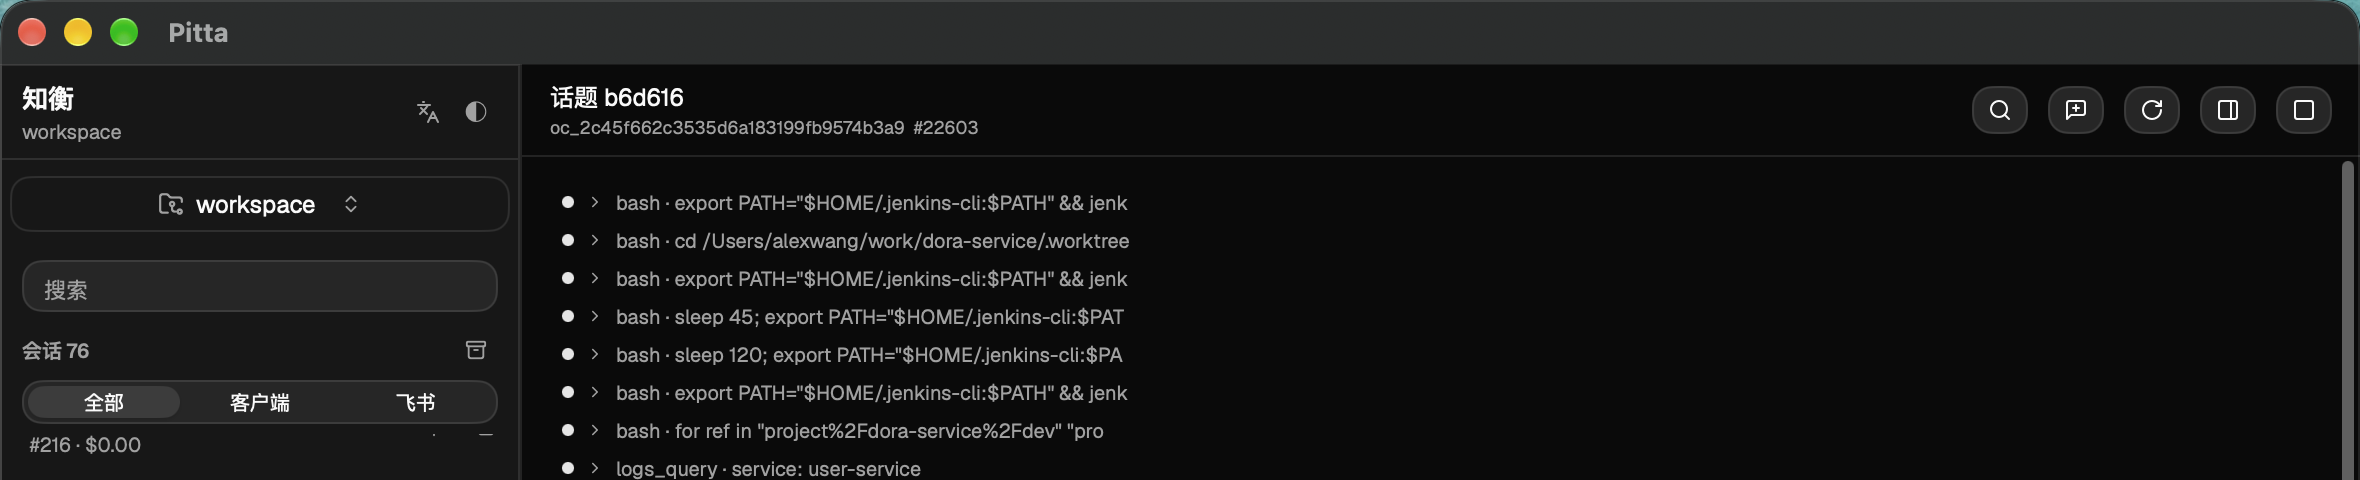 Pitta
知衡
workspace
workspace
搜索
会话 76
全部 客户端 飞书
#216 · $0.00
话题 b6d616
oc_2c45f662c3535d6a183199fb9574b3a9 #22603
bash · export PATH="$HOME/.jenkins-cli:$PATH" && jenk
bash · cd /Users/alexwang/work/dora-service/.worktree
bash · export PATH="$HOME/.jenkins-cli:$PATH" && jenk
bash · sleep 45; export PATH="$HOME/.jenkins-cli:$PAT
bash · sleep 120; export PATH="$HOME/.jenkins-cli:$PA
bash · export PATH="$HOME/.jenkins-cli:$PATH" && jenk
bash · for ref in "project%2Fdora-service%2Fdev" "pro
logs_query · service: user-service